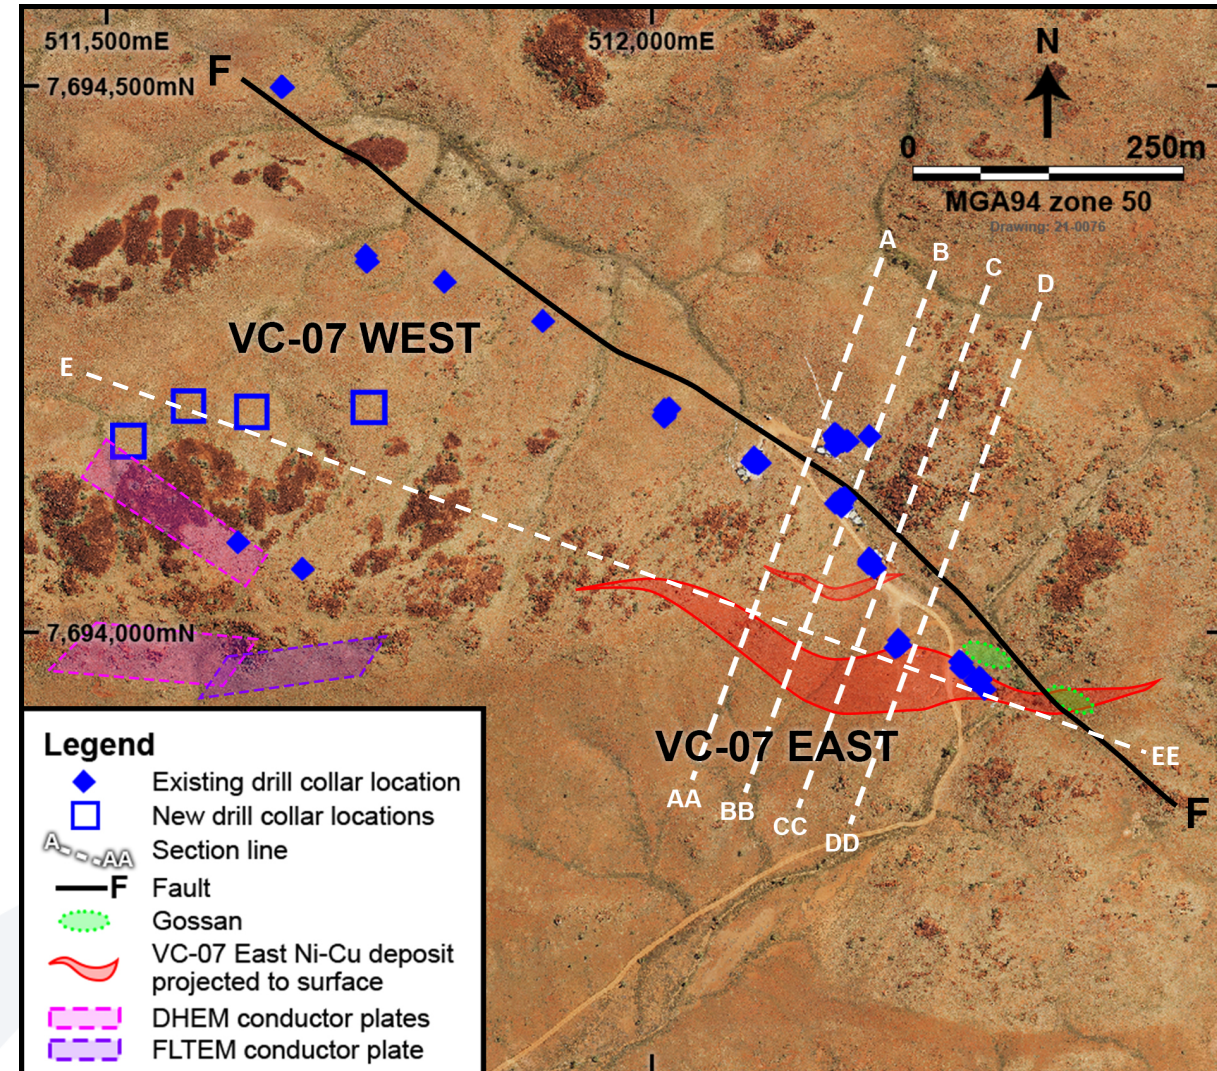 511,500mE
512,000mE
N
F
7,694,500mN
0 250m
MGA94 zone 50
Drawing: 21-0076
A
B
C
D
VC-07 WEST
E
7,694,000mN
VC-07 EAST
EE
AA
BB
CC
DD
F
Legend
Existing drill collar location
New drill collar locations
A AA Section line
F Fault
Gossan
VC-07 East Ni-Cu deposit
projected to surface
DHEM conductor plates
FLTEM conductor plate